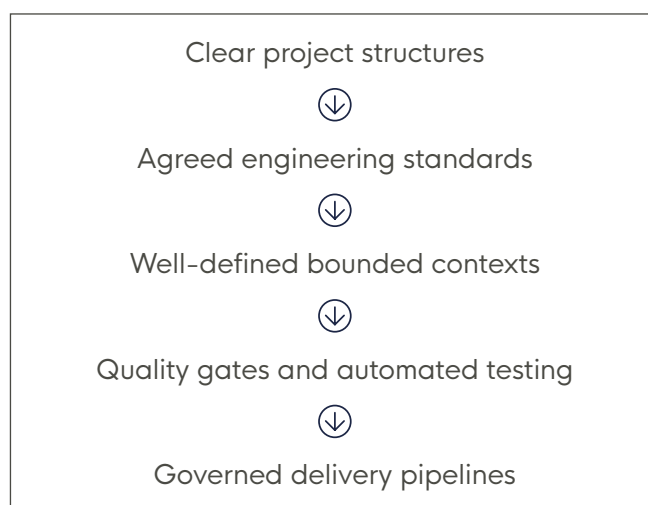 Clear project structures
Agreed engineering standards
Well-defined bounded contexts
Quality gates and automated testing
Governed delivery pipelines